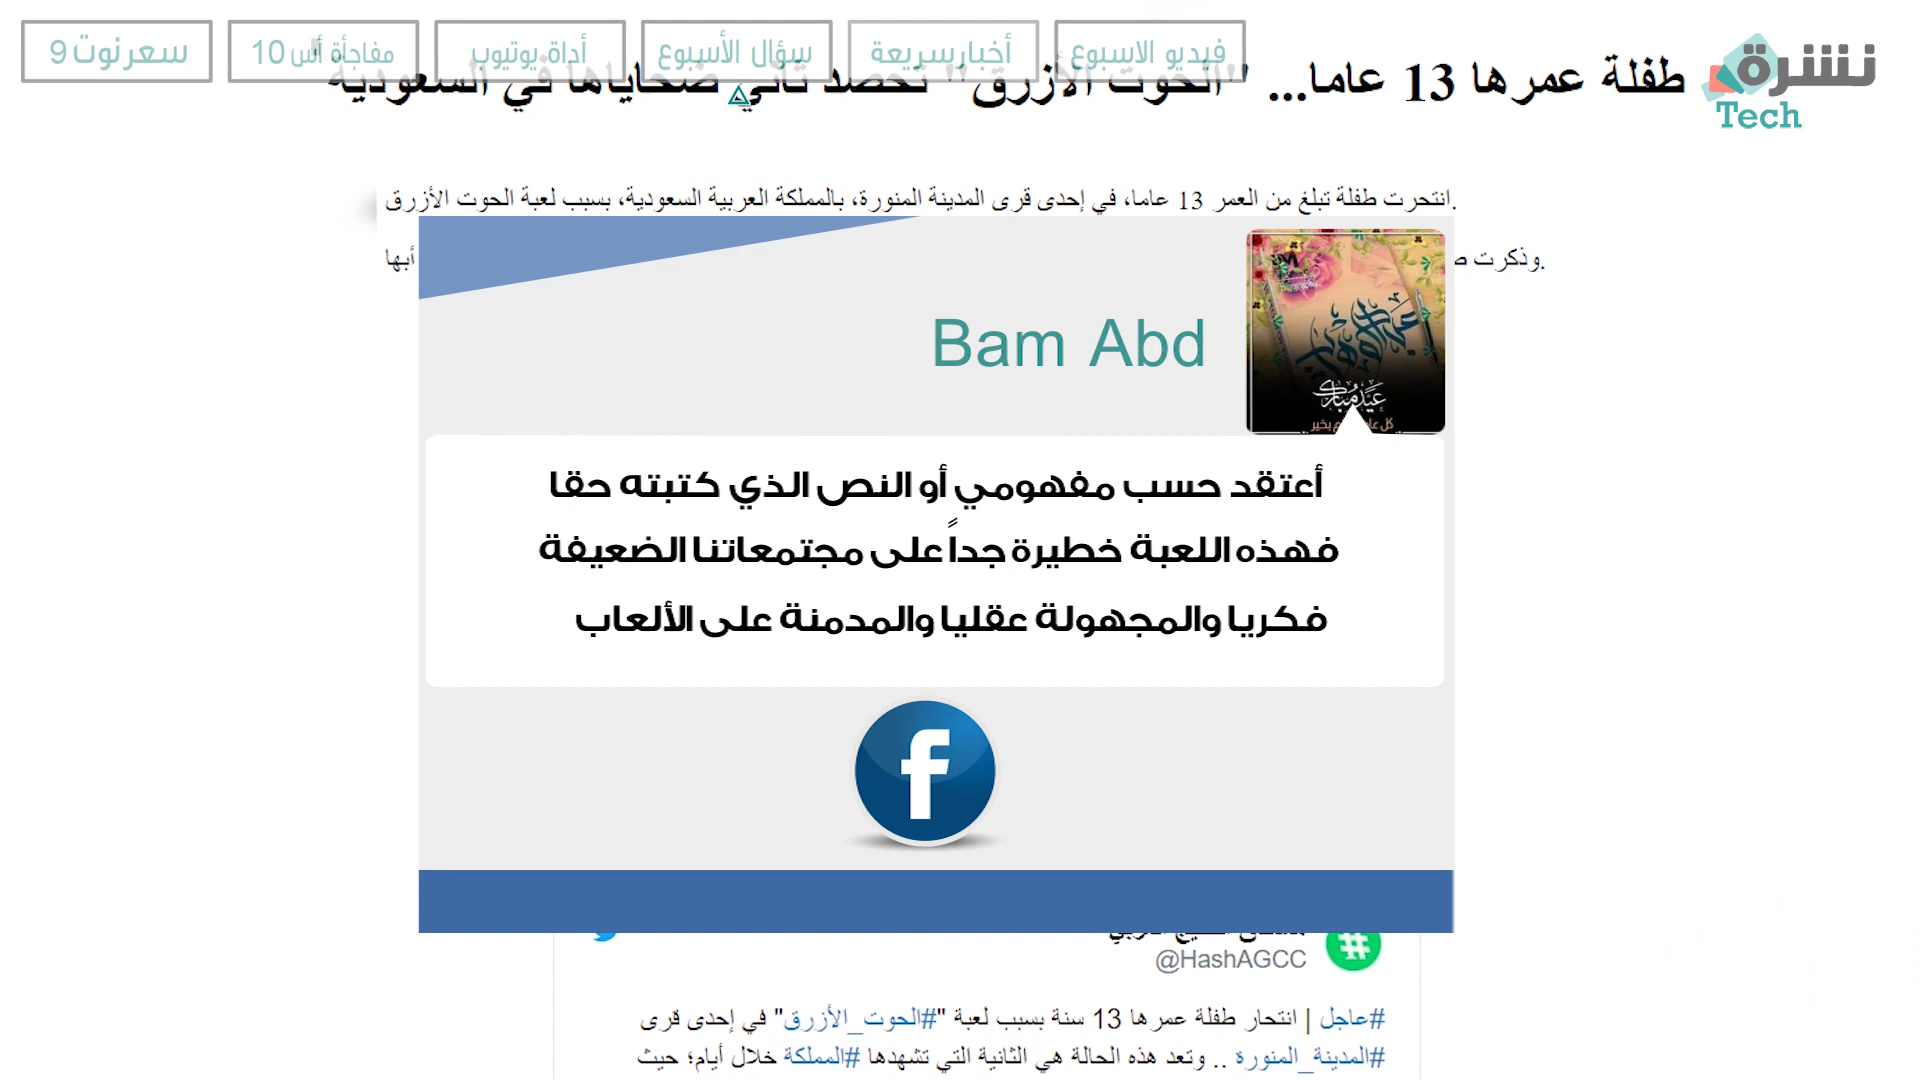 فيديو الاسبوع
أخبارسريعة
سؤال الأسبوع
أداة يوتيوب
مفاجأة أس 10
سعرنوت 9
نشرة
Tech
طفلة عمرها 13 عاما... "الحوت الأزرق" تحصد ثاني ضحاياها في السعودية
انتحرت طفلة تبلغ من العمر 13 عاما، في إحدى قرى المدينة المنورة، بالمملكة العربية السعودية، بسبب لعبة الحوت الأزرق.
وذكرت
أبها.
Bam Abd
عيد مبارك
أعتقد حسب مفهومي أو النص الذي كتبته حقا
فهذه اللعبة خطيرة جداً على مجتمعاتنا الضعيفة
فكريا والمجهولة عقليا والمدمنة على الألعاب
f
@HashAGCC
#عاجل | انتحار طفلة عمرها 13 سنة بسبب لعبة "#الحوت_الأزرق" في إحدى قرى
#المدينة_المنورة .. وتعد هذه الحالة هي الثانية التي تشهدها #المملكة خلال أيام؛ حيث